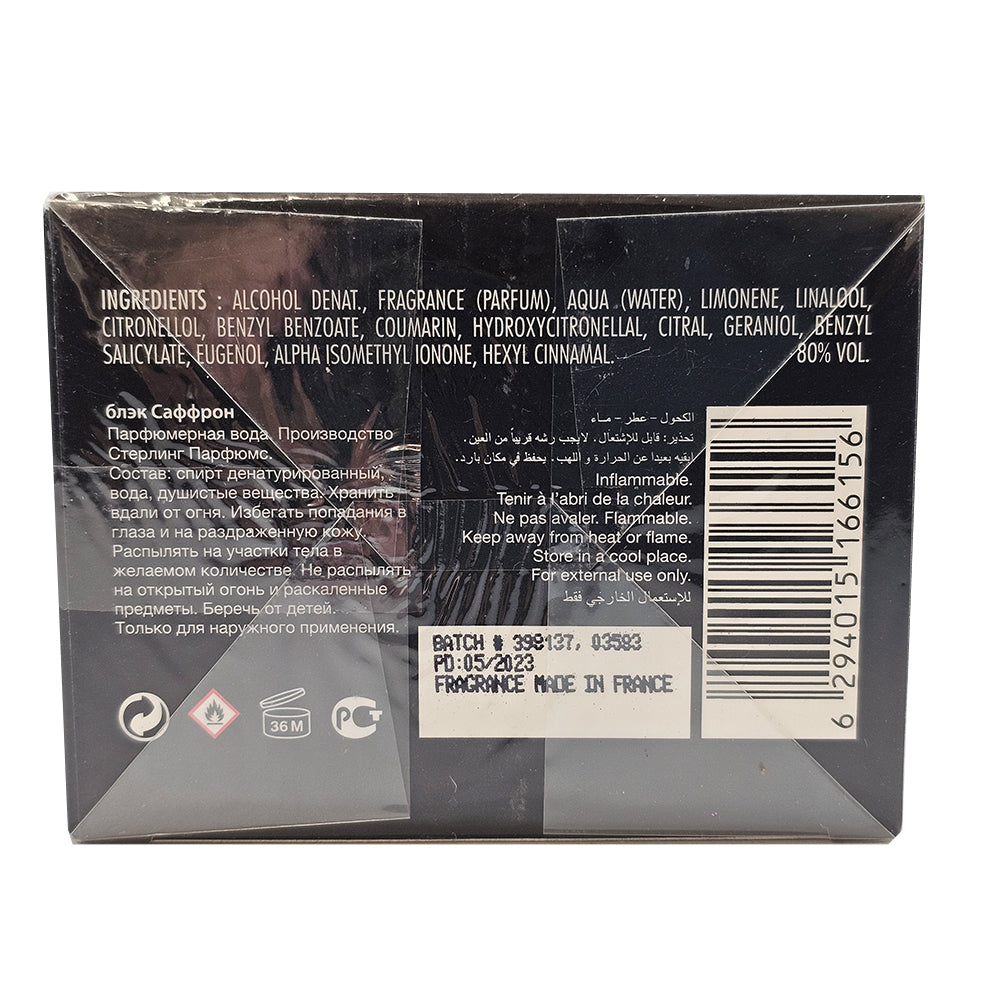 INGREDIENTS : ALCOHOL DENAT., FRAGRANCE (PARFUM), AQUA (WATER), LIMONENE, LINALOOL,
CITRONELLOL, BENZYL BENZOATE, COUMARIN, HYDROXYCITRONELLAL, CITRAL, GERANIOL, BENZYL
SALICYLATE, EUGENOL, ALPHA ISOMETHYL IONONE, HEXYL CINNAMAL.
80% VOL.
блэк Саффрон
Парфюмерная вода. Производство
Стерлинг Парфюмс.
Состав: спирт денатурированный,
вода, душистые вещества. Хранить
вдали от огня. Избегать попадания в
глаза и на раздраженную кожу.
Распылять на участки тела в
желаемом количестве. Не распылять
на открытый огонь и раскаленные
предметы. Беречь от детей.
Только для наружного применения.
36 M
РСТ
الكحول - عطر - مـاء
تحذير: قابل للإشتعال . لايجب رشه قريباً من العين.
إبقيه بعيدا عن الحرارة و اللهب. يحفظ في مكان بارد.
Inflammable.
Tenir à l'abri de la chaleur.
Ne pas avaler. Flammable.
Keep away from heat or flame.
Store in a cool place.
For external use only.
للإستعمال الخارجي فقط
BATCH # 398137, 03583
PD:05/2023
FRAGRANCE MADE IN FRANCE
6 294015 166156